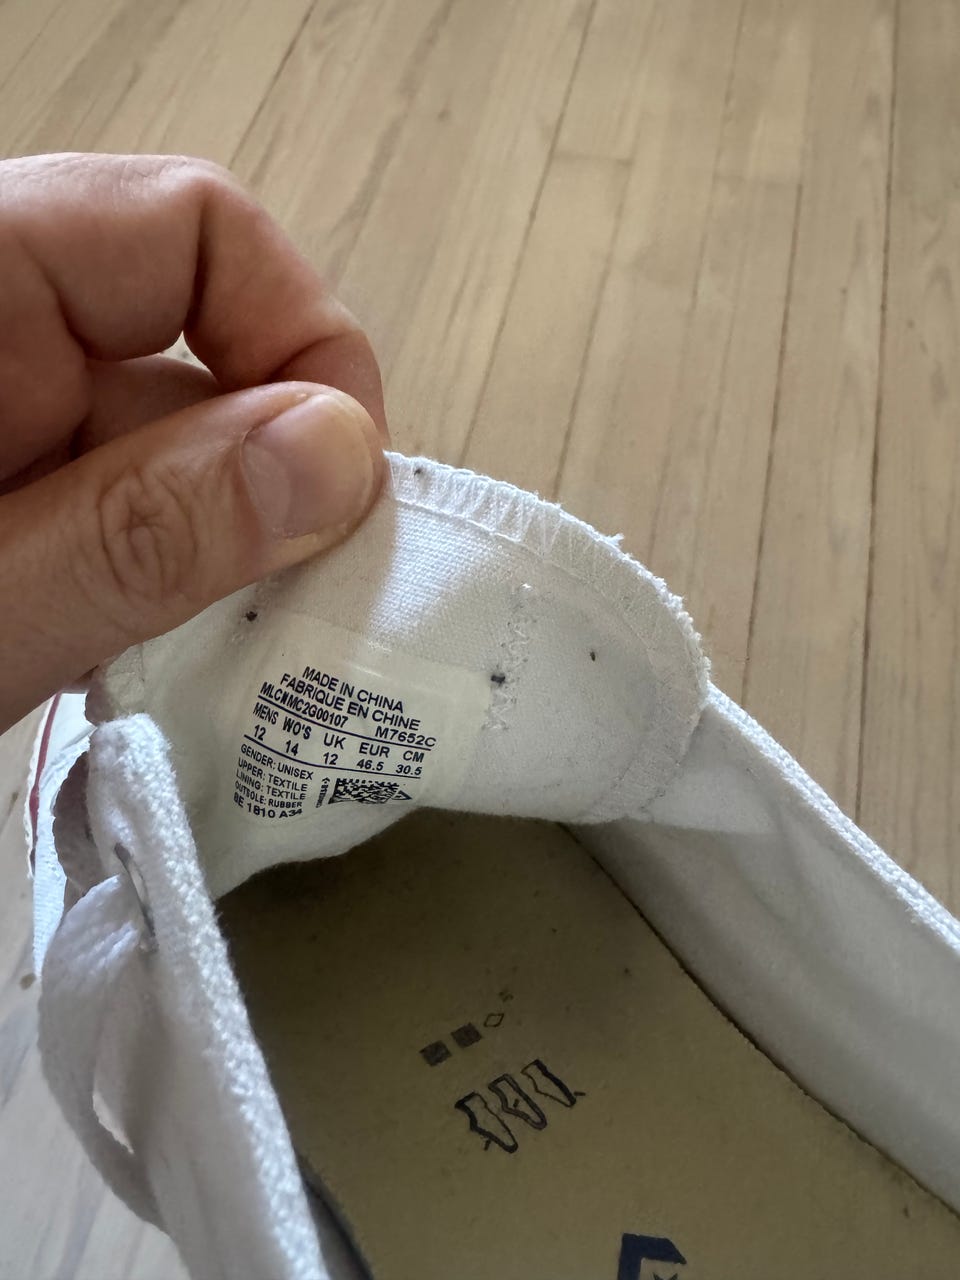 MADE IN CHINA
FABRIQUE EN CHINE
M7652C
MENS WO'S UK EUR CM
12 14 12 46.5 30.5
GENDER: UNISEX
UPPER: TEXTILE
LINING: TEXTILE
OUTSOLE: RUBBER
BE 1810 A34